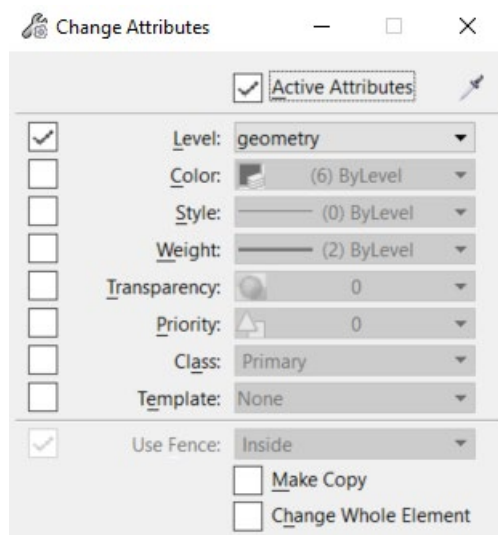 Change Attributes
Active Attributes
Level: geometry
Color: (6) ByLevel
Style: (0) ByLevel
Weight: (2) ByLevel
Transparency: 0
Priority: 0
Class: Primary
Template: None
Use Fence: Inside
Make Copy
Change Whole Element